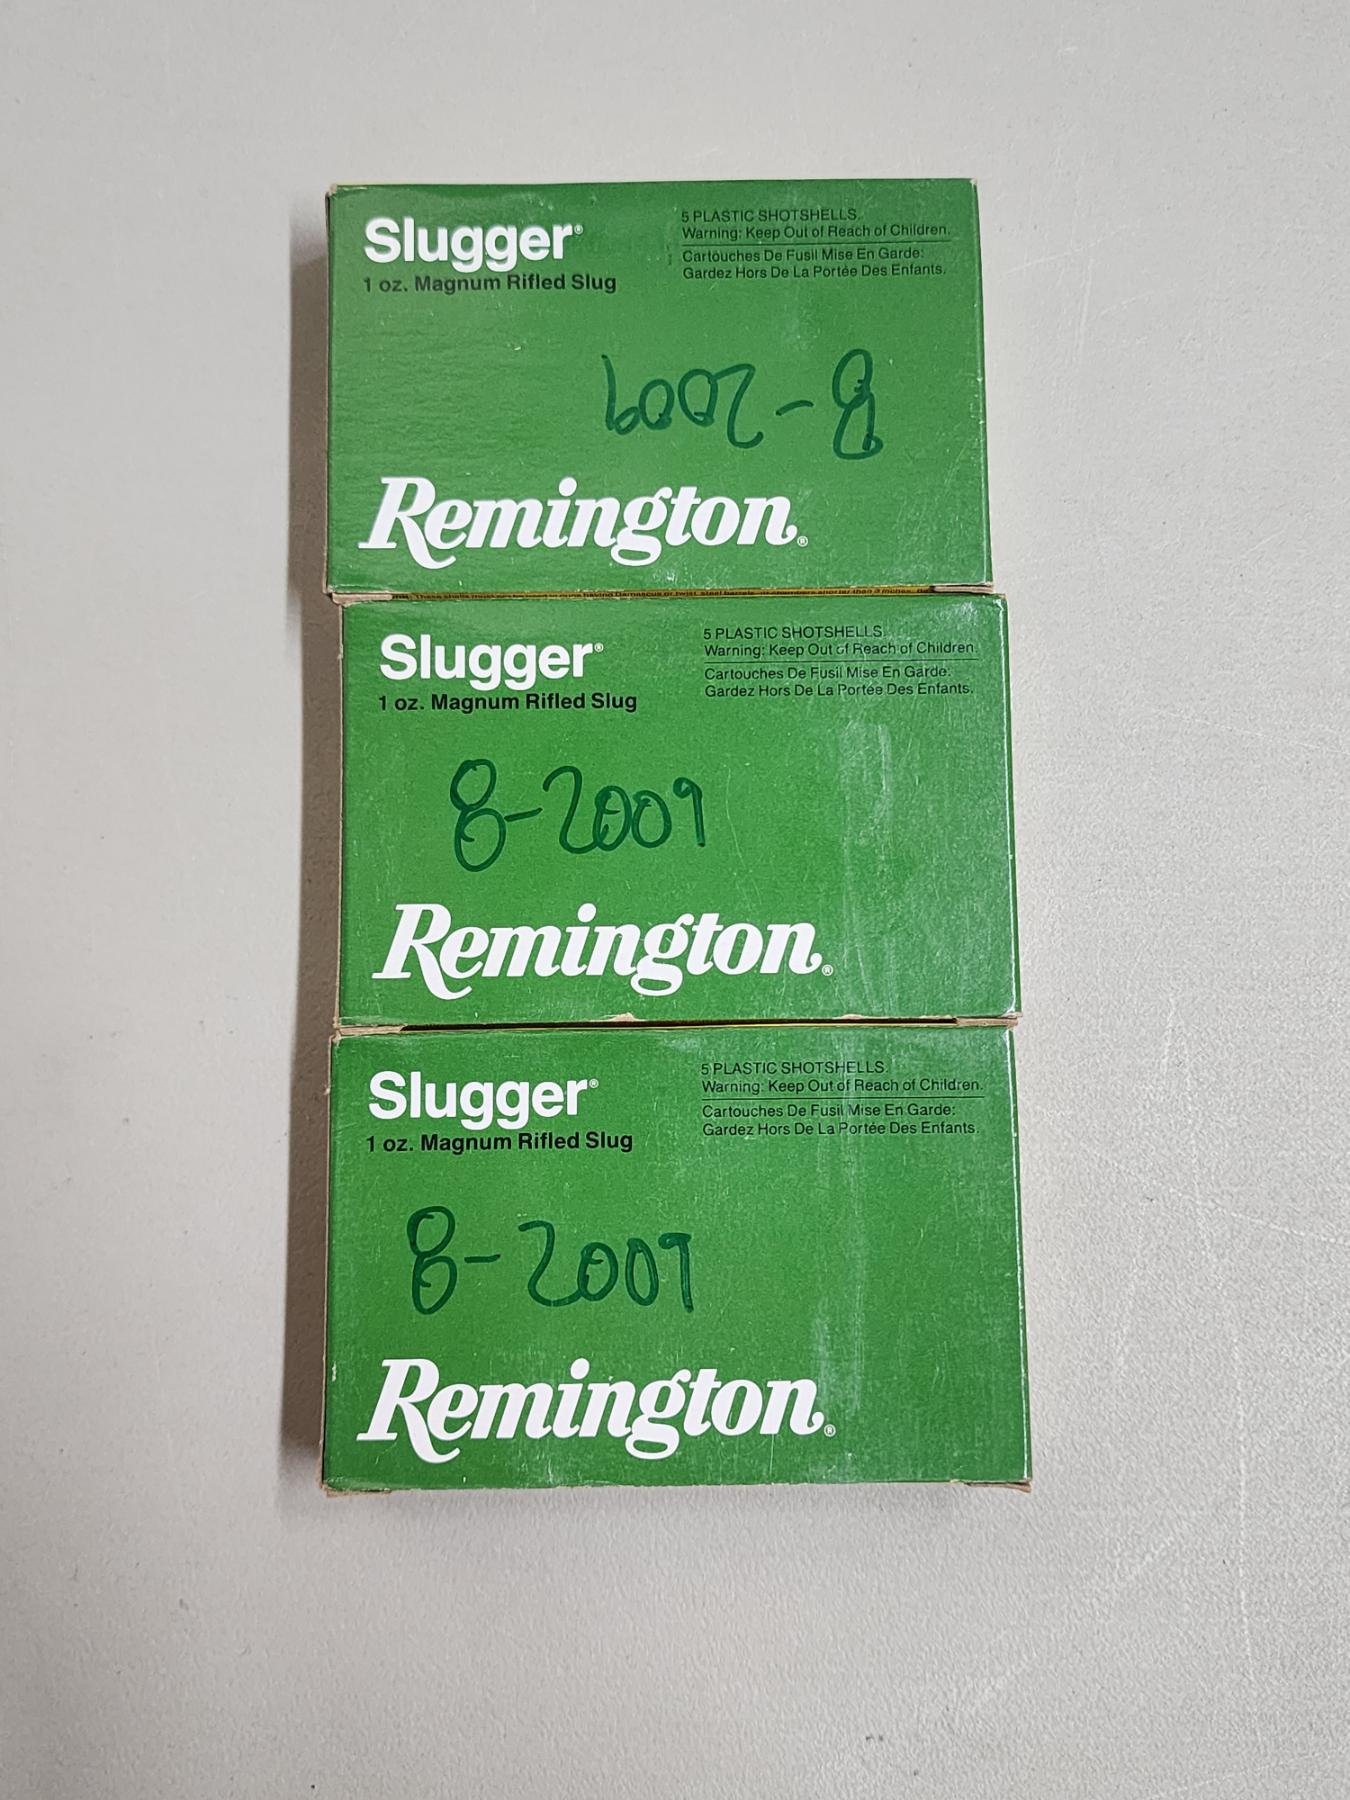 Slugger®
1 oz. Magnum Rifled Slug
5 PLASTIC SHOTSHELLS.
Warning: Keep Out of Reach of Children.
Cartouches De Fusil Mise En Garde:
Gardez Hors De La Portée Des Enfants.
8-2009
Remington®
Slugger®
1 oz. Magnum Rifled Slug
5 PLASTIC SHOTSHELLS.
Warning: Keep Out of Reach of Children.
Cartouches De Fusil Mise En Garde:
Gardez Hors De La Portée Des Enfants.
8-2009
Remington®
Slugger®
1 oz. Magnum Rifled Slug
5 PLASTIC SHOTSHELLS.
Warning: Keep Out of Reach of Children.
Cartouches De Fusil Mise En Garde:
Gardez Hors De La Portée Des Enfants.
8-2009
Remington®